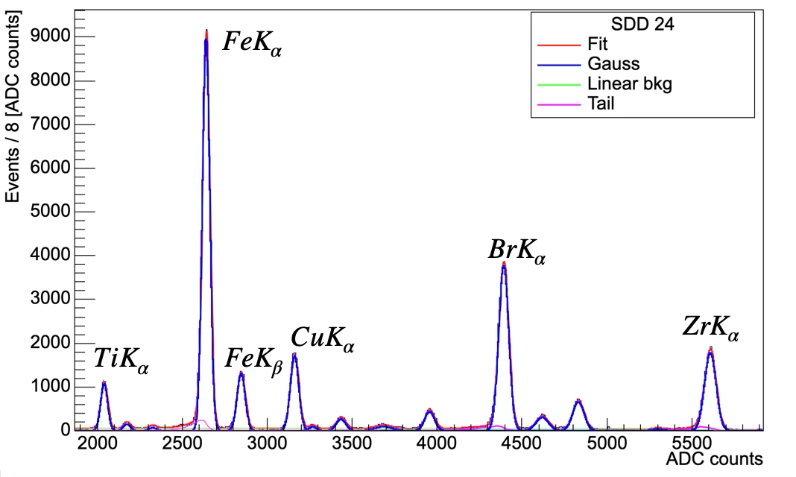 SDD 24
Fit
Gauss
Linear bkg
Tail
Events / 8 [ADC counts]
9000
8000
7000
6000
5000
4000
3000
2000
1000
0
FeKα
BrKα
ZrKα
CuKα
TiKα
FeKβ
2000 2500 3000 3500 4000 4500 5000 5500
ADC counts